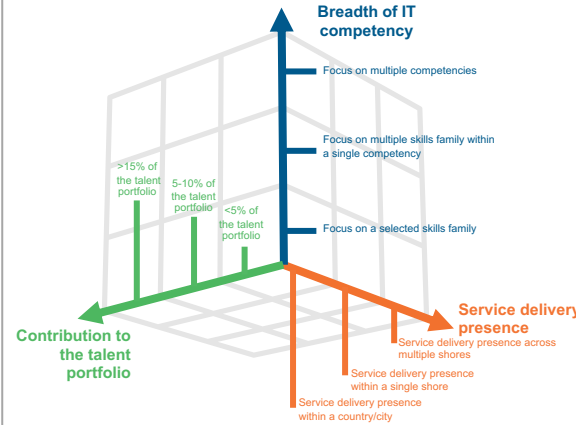 Breadth of IT
competency
Focus on multiple competencies
Focus on multiple skills family within
a single competency
Focus on a selected skills family
>15% of
the talent
portfolio
5-10% of
the talent
portfolio
<5% of
the talent
portfolio
Contribution to
the talent
portfolio
Service delivery
presence
Service delivery presence across
multiple shores
Service delivery presence
within a single shore
Service delivery presence
within a country/city